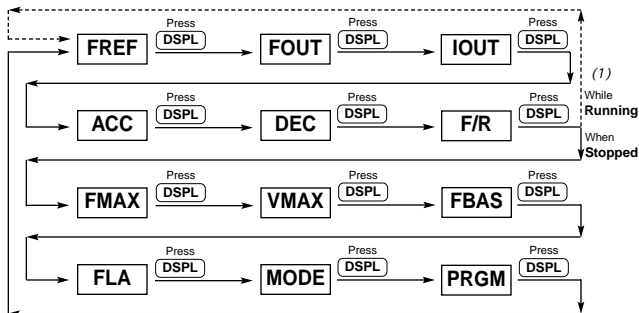 Press Press Press
FREF DSPL FOUT DSPL IOUT DSPL
(1)
Press Press Press While
ACC DSPL DEC DSPL F/R DSPL Running
When
Stopped
Press Press Press
FMAX DSPL VMAX DSPL FBAS DSPL
Press Press Press
FLA DSPL MODE DSPL PRGM DSPL